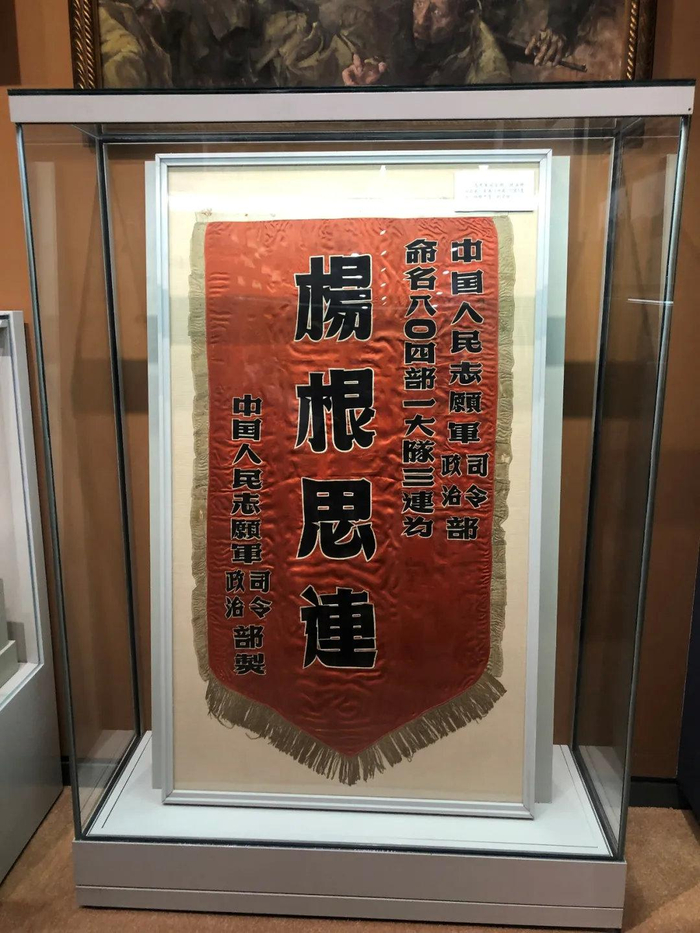 中国人民志願軍司令政治部
命名八〇四部一大隊三連为
楊根思連
中国人民志願軍司令政治部製